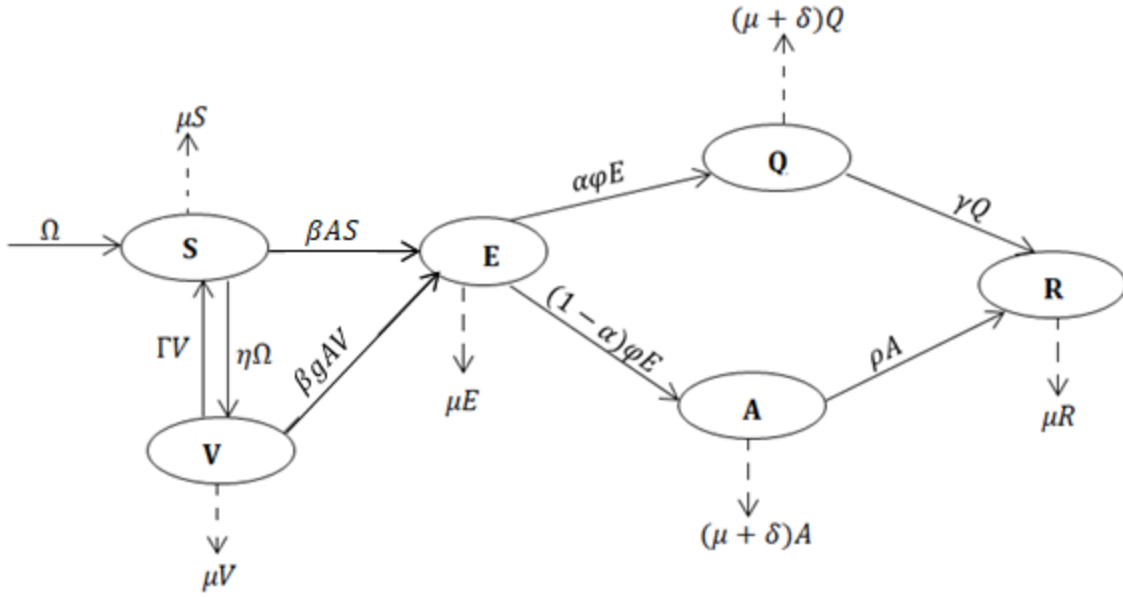 (μ + δ)Q
μS
Q
αφE
Ω
S
βAS
E
γQ
R
ΓV
ηΩ
βgAV
(1 − α)φE
ρA
μE
A
μR
V
(μ + δ)A
μV